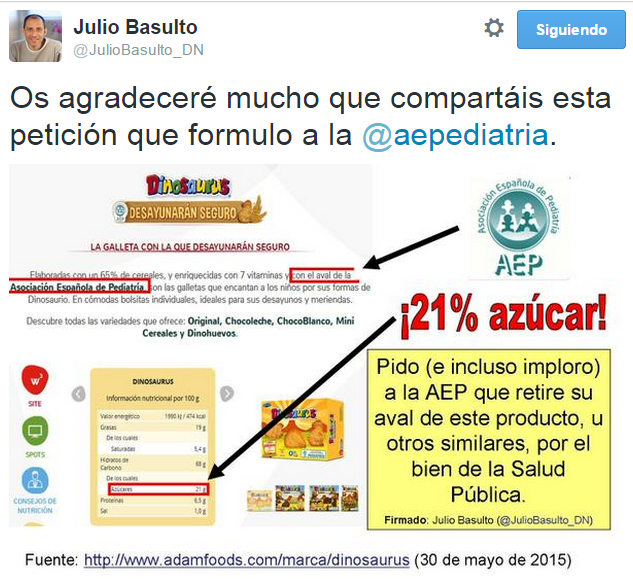 Julio Basulto
@JulioBasulto_DN
Siguiendo
Os agradeceré mucho que compartáis esta
petición que formulo a la @aepediatria.
Dinosaurus
DESAYUNARÁN SEGURO
LA GALLETA CON LA QUE DESAYUNARÁN SEGURO
Elaboradas con un 65% de cereales, y enriquecidas con 7 vitaminas y con el aval de la
Asociación Española de Pediatría, son las galletas que encantan a los niños por sus formas de
Dinosaurio. En cómodas bolsitas individuales, ideales para sus desayunos y meriendas.
Descubre todas las variedades que ofrece: Original, Chocoleche, ChocoBlanco, Mini
Cereales y Dinohuevos.
Asociación Española de Pediatría
AEP
¡21% azúcar!
Pido (e incluso imploro)
a la AEP que retire su
aval de este producto, u
otros similares, por el
bien de la Salud
Pública.
Firmado: Julio Basulto (@JulioBasulto_DN)
W3
SITE
SPOTS
CONSEJOS DE
NUTRICIÓN
DINOSAURUS
Información nutricional por 100 g
Valor energético 1990 kJ / 474 kcal
Grasas 19 g
De los cuales
Saturadas 5,4 g
Hidratos de
Carbono 68 g
De los cuales
Azúcares 21 g
Proteínas 6,5 g
Sal 1,0 g
Dinosaurus
Fuente: http://www.adamfoods.com/marca/dinosaurus (30 de mayo de 2015)